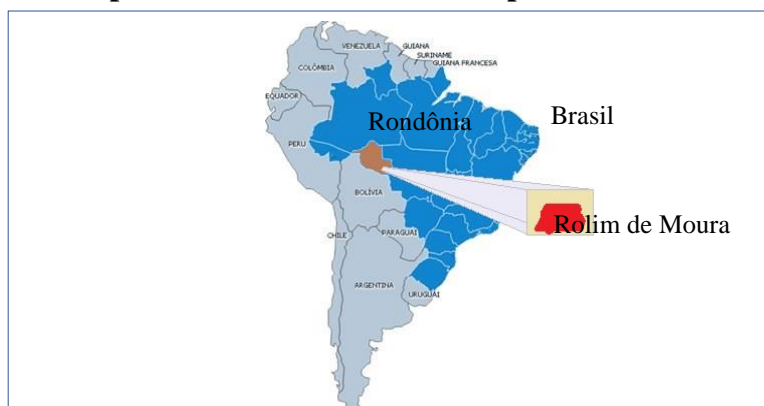 VENEZUELA
GUIANA
SURINAME
GUIANA FRANCESA
COLÔMBIA
EQUADOR
Rondônia
Brasil
PERU
BOLÍVIA
Rolim de Moura
PARAGUAI
CHILE
ARGENTINA
URUGUAI